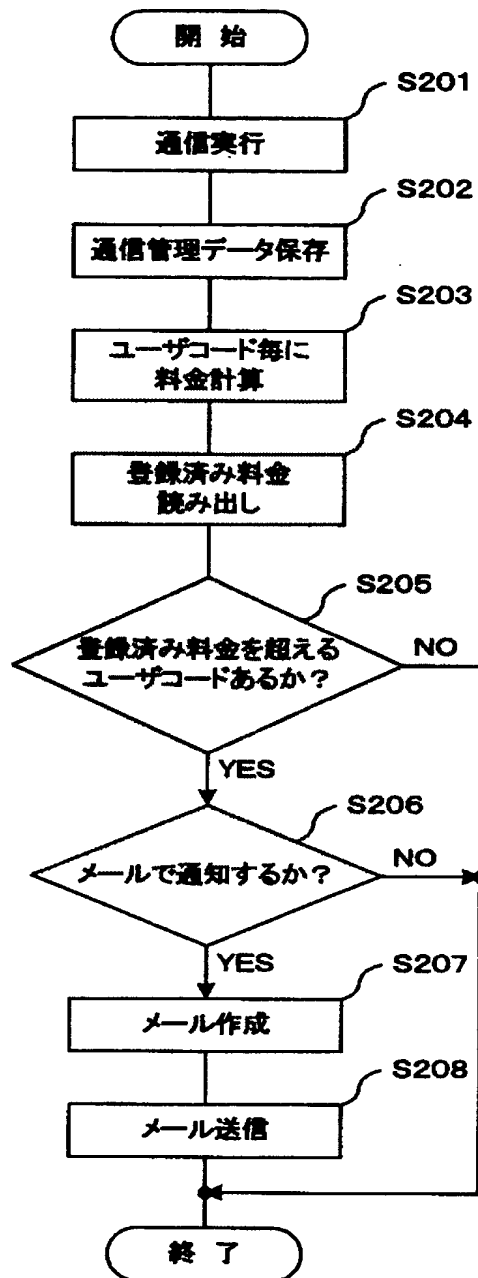 開 始
S201
通信実行
S202
通信管理データ保存
S203
ユーザコード毎に
料金計算
S204
登録済み料金
読み出し
S205
登録済み料金を超える
ユーザコードあるか？
NO
YES
S206
メールで通知するか？
NO
YES
S207
メール作成
S208
メール送信
終 了